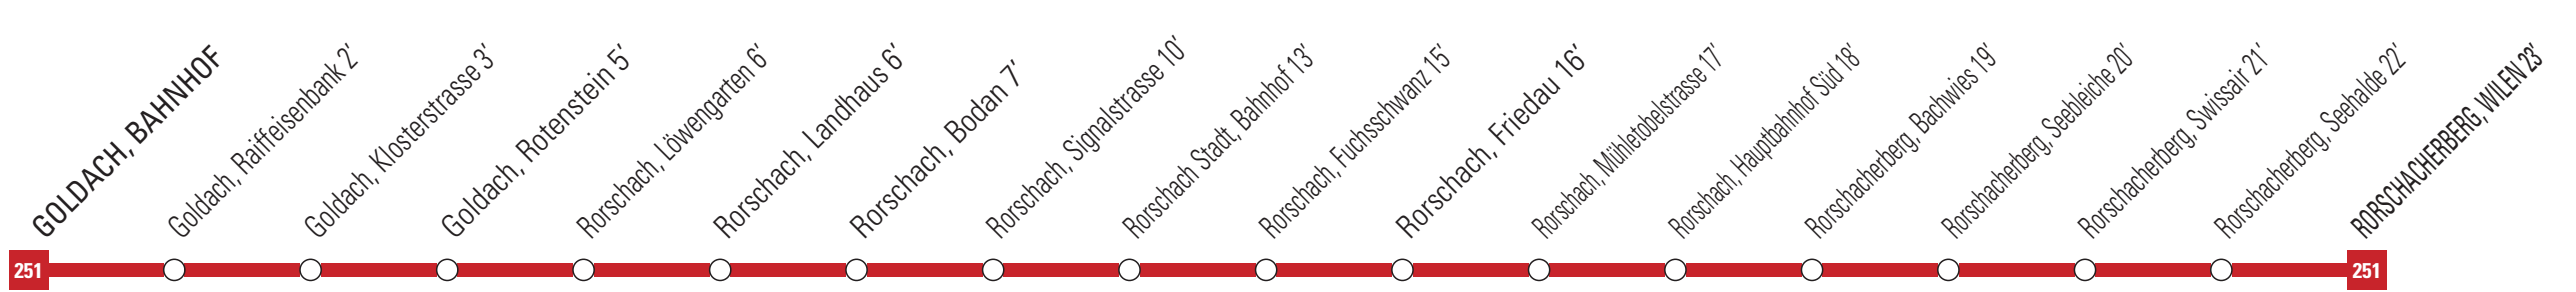 GOLDACH, BAHNHOF
Goldach, Raiffeisenbank 2'
Goldach, Klosterstrasse 3'
Goldach, Rotenstein 5'
Rorschach, Löwengarten 6'
Rorschach, Landhaus 6'
Rorschach, Bodan 7'
Rorschach, Signalstrasse 10'
Rorschach Stadt, Bahnhof 13'
Rorschach, Fuchsschwanz 15'
Rorschach, Friedau 16'
Rorschach, Mühletobelstrasse 17'
Rorschach, Hauptbahnhof Süd 18'
Rorschacherberg, Bachwies 19'
Rorschacherberg, Seebleiche 20'
Rorschacherberg, Swissair 21'
Rorschacherberg, Seehalde 22'
RORSCHACHERBERG, WILEN 23'
251
251